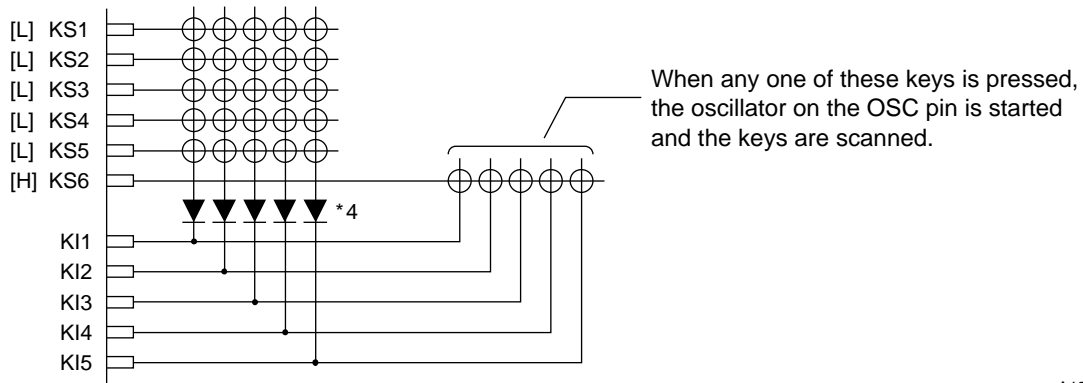 [L] KS1
[L] KS2
[L] KS3
[L] KS4
[L] KS5
[H] KS6
When any one of these keys is pressed,
the oscillator on the OSC pin is started
and the keys are scanned.
*4
KI1
KI2
KI3
KI4
KI5